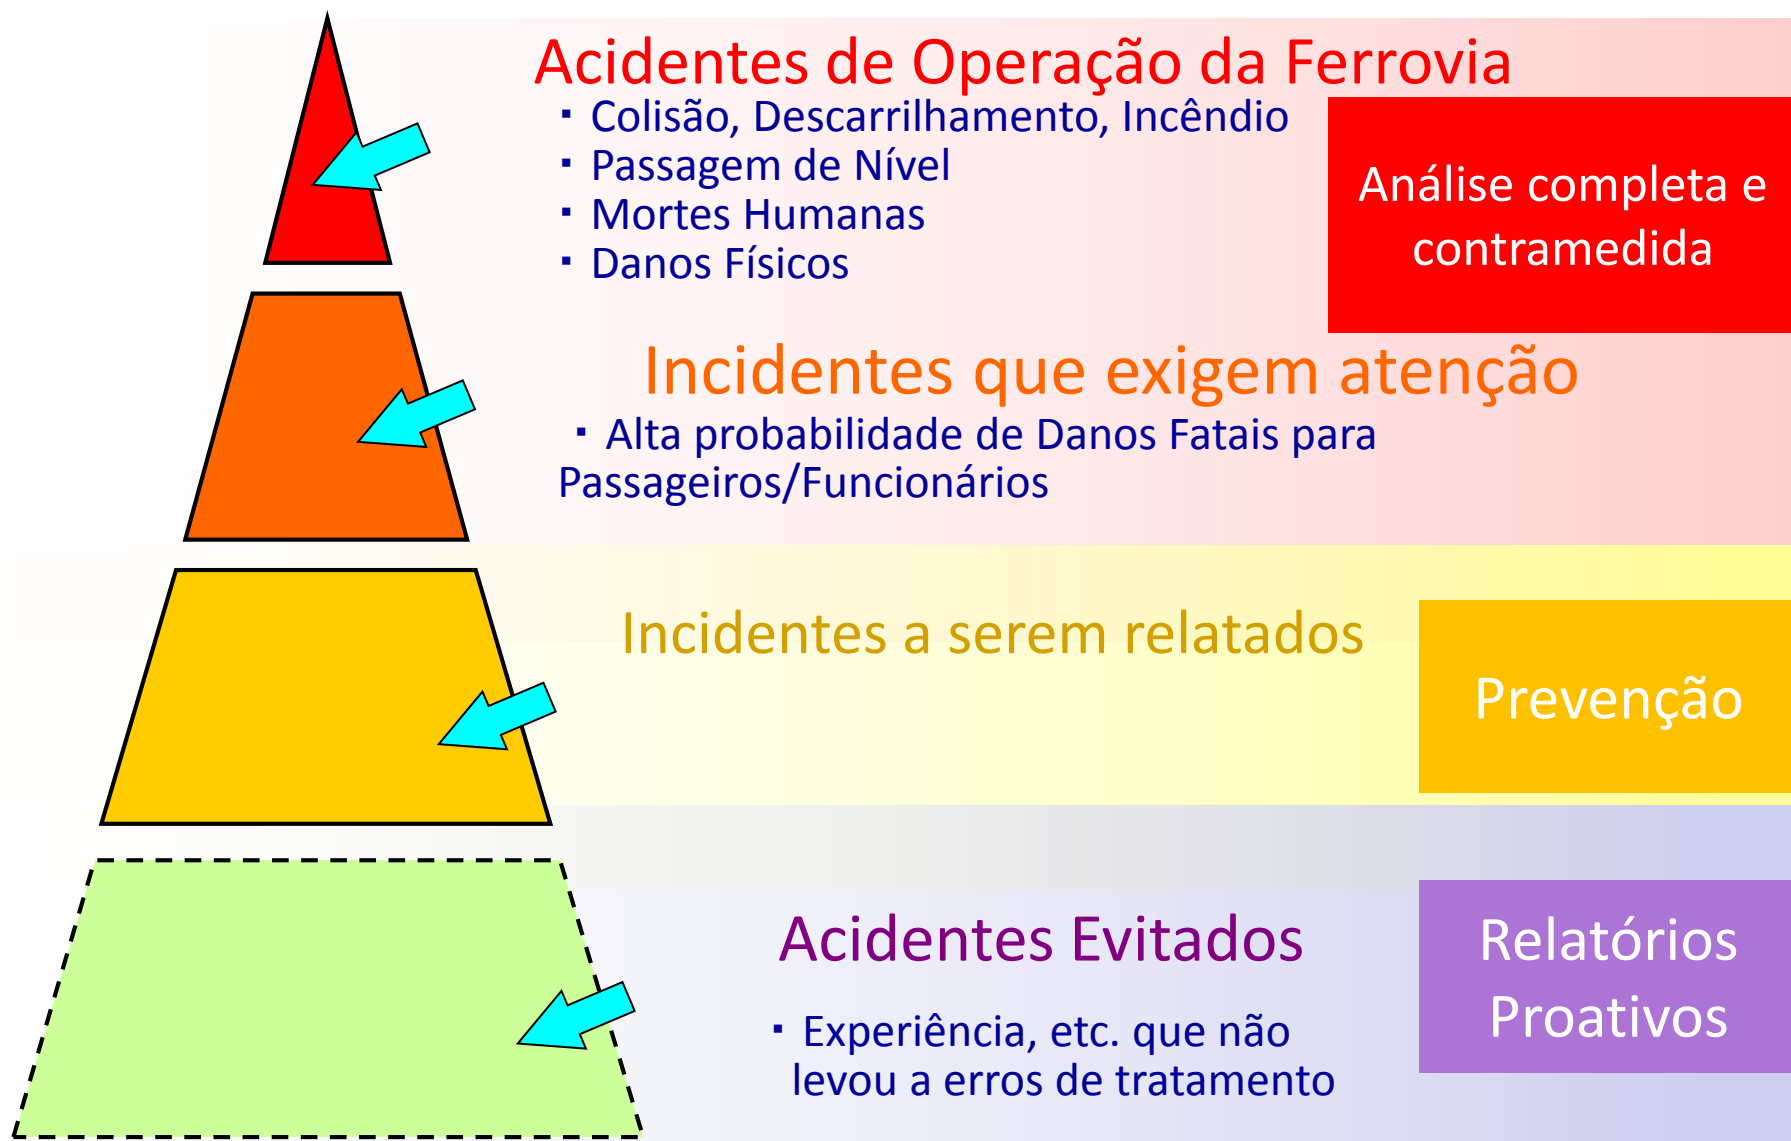 Acidentes de Operação da Ferrovia
・Colisão, Descarrilhamento, Incêndio
・Passagem de Nível
・Mortes Humanas
・Danos Físicos
Análise completa e
contramedida
Incidentes que exigem atenção
・Alta probabilidade de Danos Fatais para
Passageiros/Funcionários
Incidentes a serem relatados
Prevenção
Acidentes Evitados
・Experiência, etc. que não
levou a erros de tratamento
Relatórios
Proativos